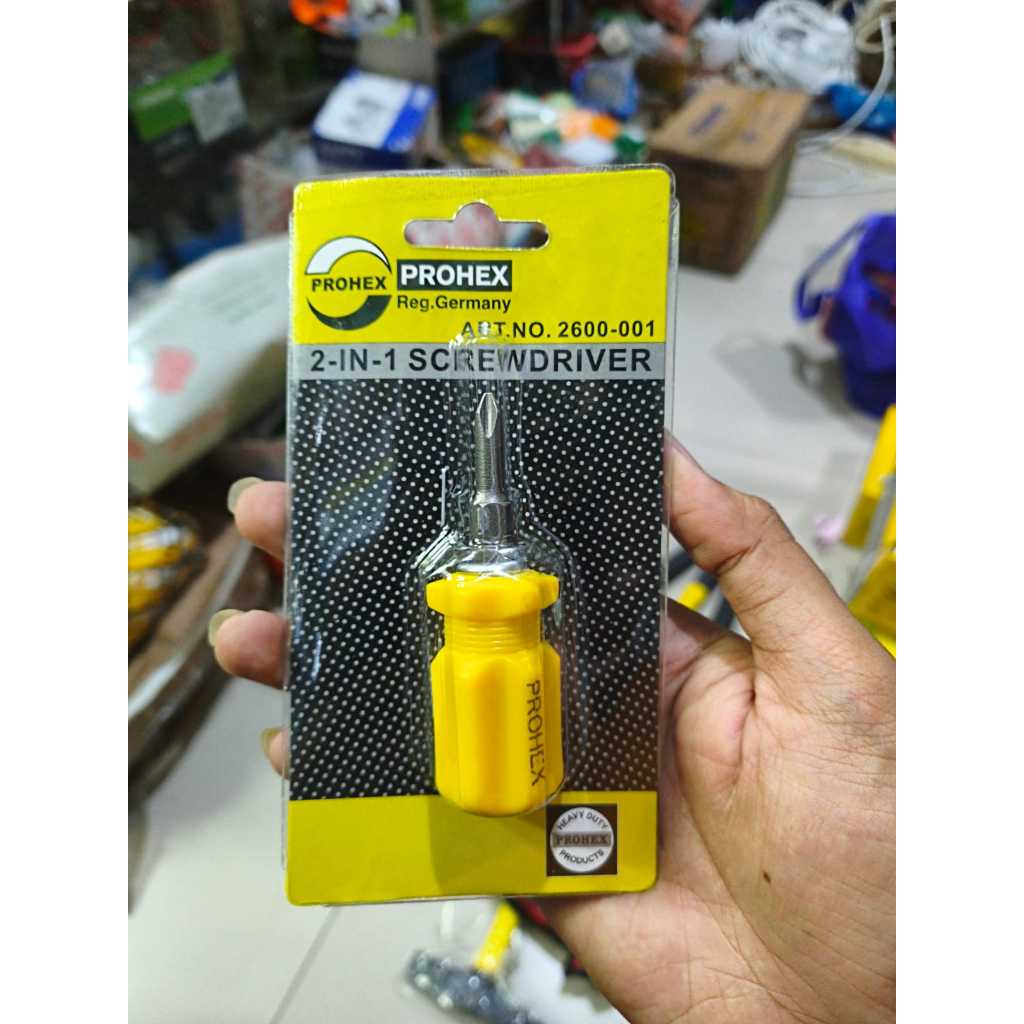 PROHEX
PROHEX
Reg.Germany
ART.NO. 2600-001
2-IN-1 SCREWDRIVER
PROHEX
HEAVY DUTY
PROHEX
PRODUCTS